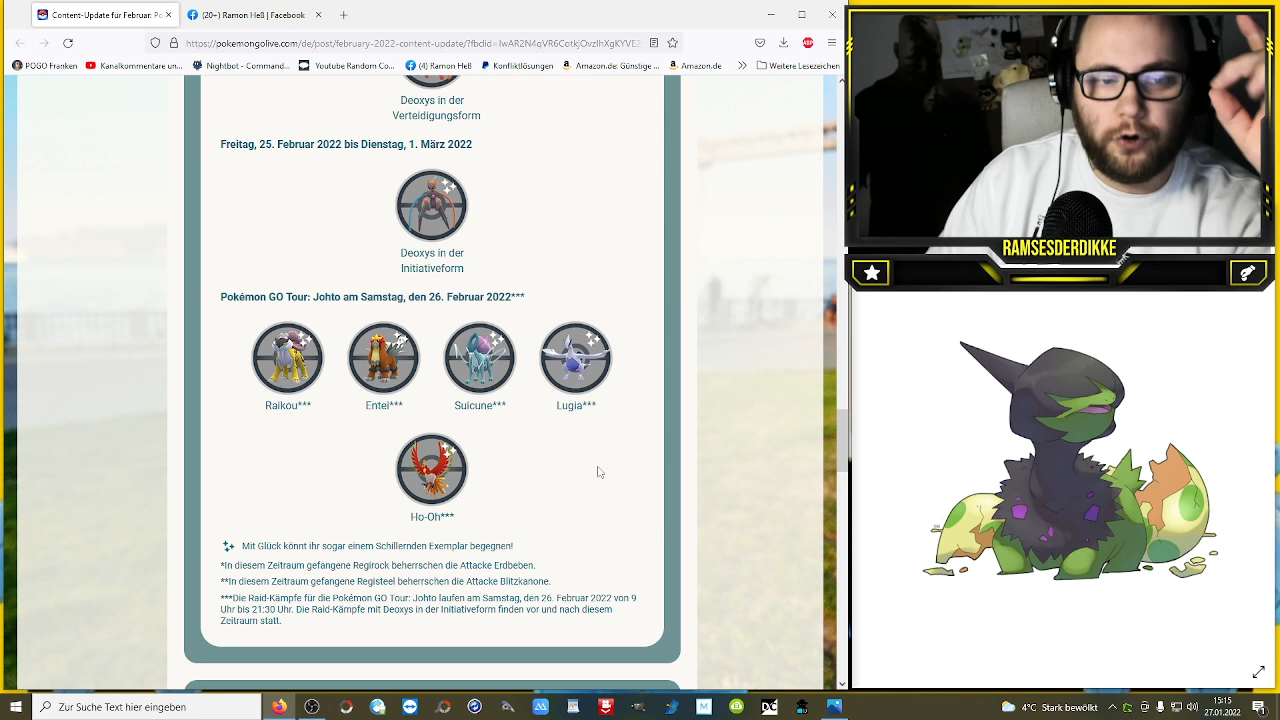 Content-Update für Februar: Po
(20+) Ramon Heß | Facebook
https://pokemongolive.com/de/post/february-2022-content-update/?fbclid=IwAR2N4qVR6G
POGO Franken
Kanalkommentare un...
Nightbot - Command...
Youtube Random Co...
(4) Ramon Heß
Konfliktlösungen
Amazon.de: Günstige ...
Amazon.de
Weitere Lesezeichen
Deoxys in der
Verteidigungsform
Freitag, 25. Februar 2022 bis Dienstag, 1. März 2022
Deoxys in der
Initiativeform
Pokémon GO Tour: Johto am Samstag, den 26. Februar 2022***
Raikou***
Entei***
Suicune***
Lugia***
Ho-Oh***
Mit Glück könnt ihr sogar einem Schillernden Exemplar begegnen!
*In diesem Zeitraum gefangene Regirock beherrschen die Attacke Erdbeben.
**In diesem Zeitraum gefangene Registeel beherrschen die Attacke Blitzkanone.
***Die Raid-Kämpfe für die Pokémon GO Tour: Johto laufen am Samstag, den 26. Februar 2022 von 9
Uhr bis 21:30 Uhr. Die Raid-Kämpfe mit Deoxys in der Initiativeform finden vor und nach diesem
Zeitraum statt.
RAMSESDERDIKKE
Zur Suche Text hier eingeben
4°C Stark bewölkt
15:15
27.01.2022